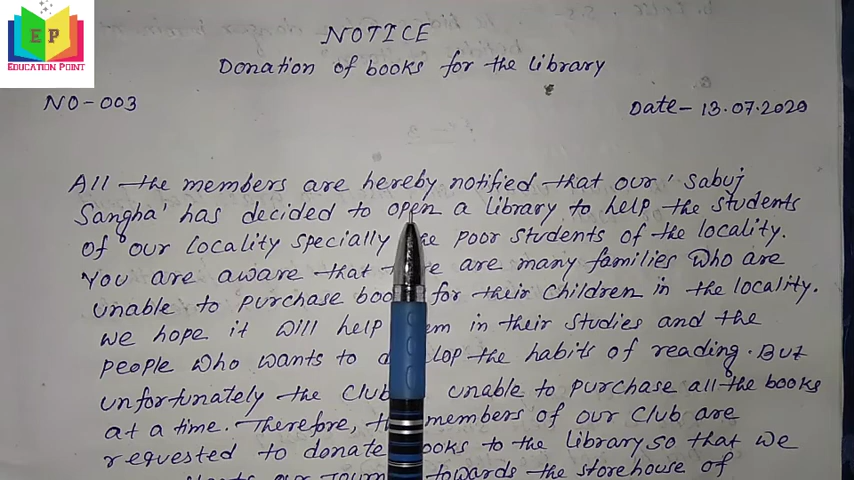 EP
EDUCATION POINT
NOTICE
Donation of books for the library
NO-003
Date- 13.07.2020
All the members are hereby notified that our 'Sabuj
Sangha' has decided to open a library to help the students
of our locality specially poor students of the locality.
You are aware that are many families who are
unable to purchase for their children in the locality.
We hope it will help in their studies and the
people who wants to the habits of reading. But
unfortunately the club unable to purchase all the books
at a time. Therefore, members of our club are
requested to donate books to the library so that we
our towards the storehouse of